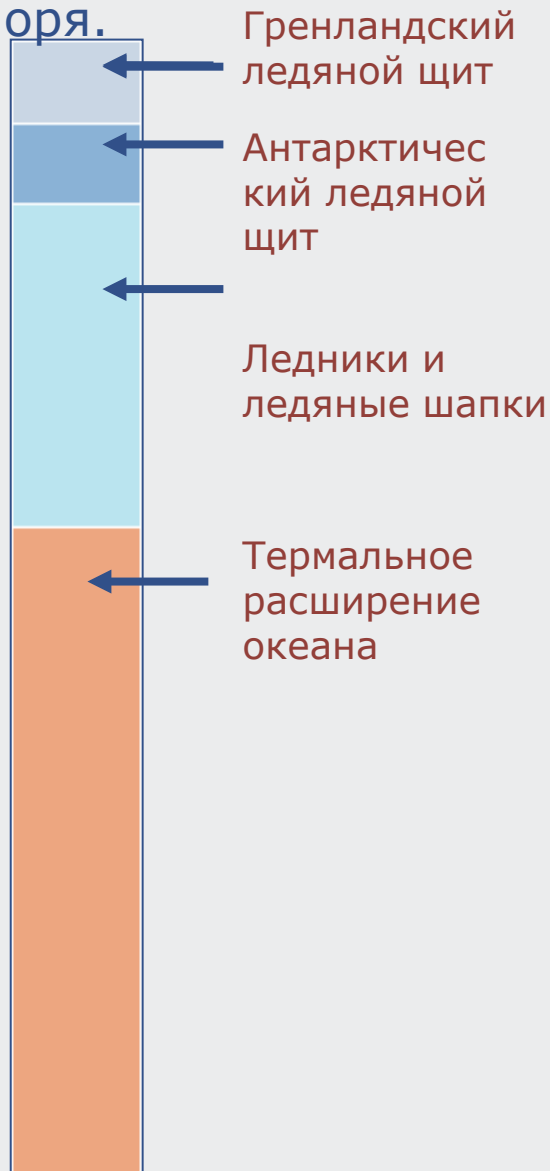 оря.
Гренландский
ледяной щит
Антарктичес
кий ледяной
щит
Ледники и
ледяные шапки
Термальное
расширение
океана